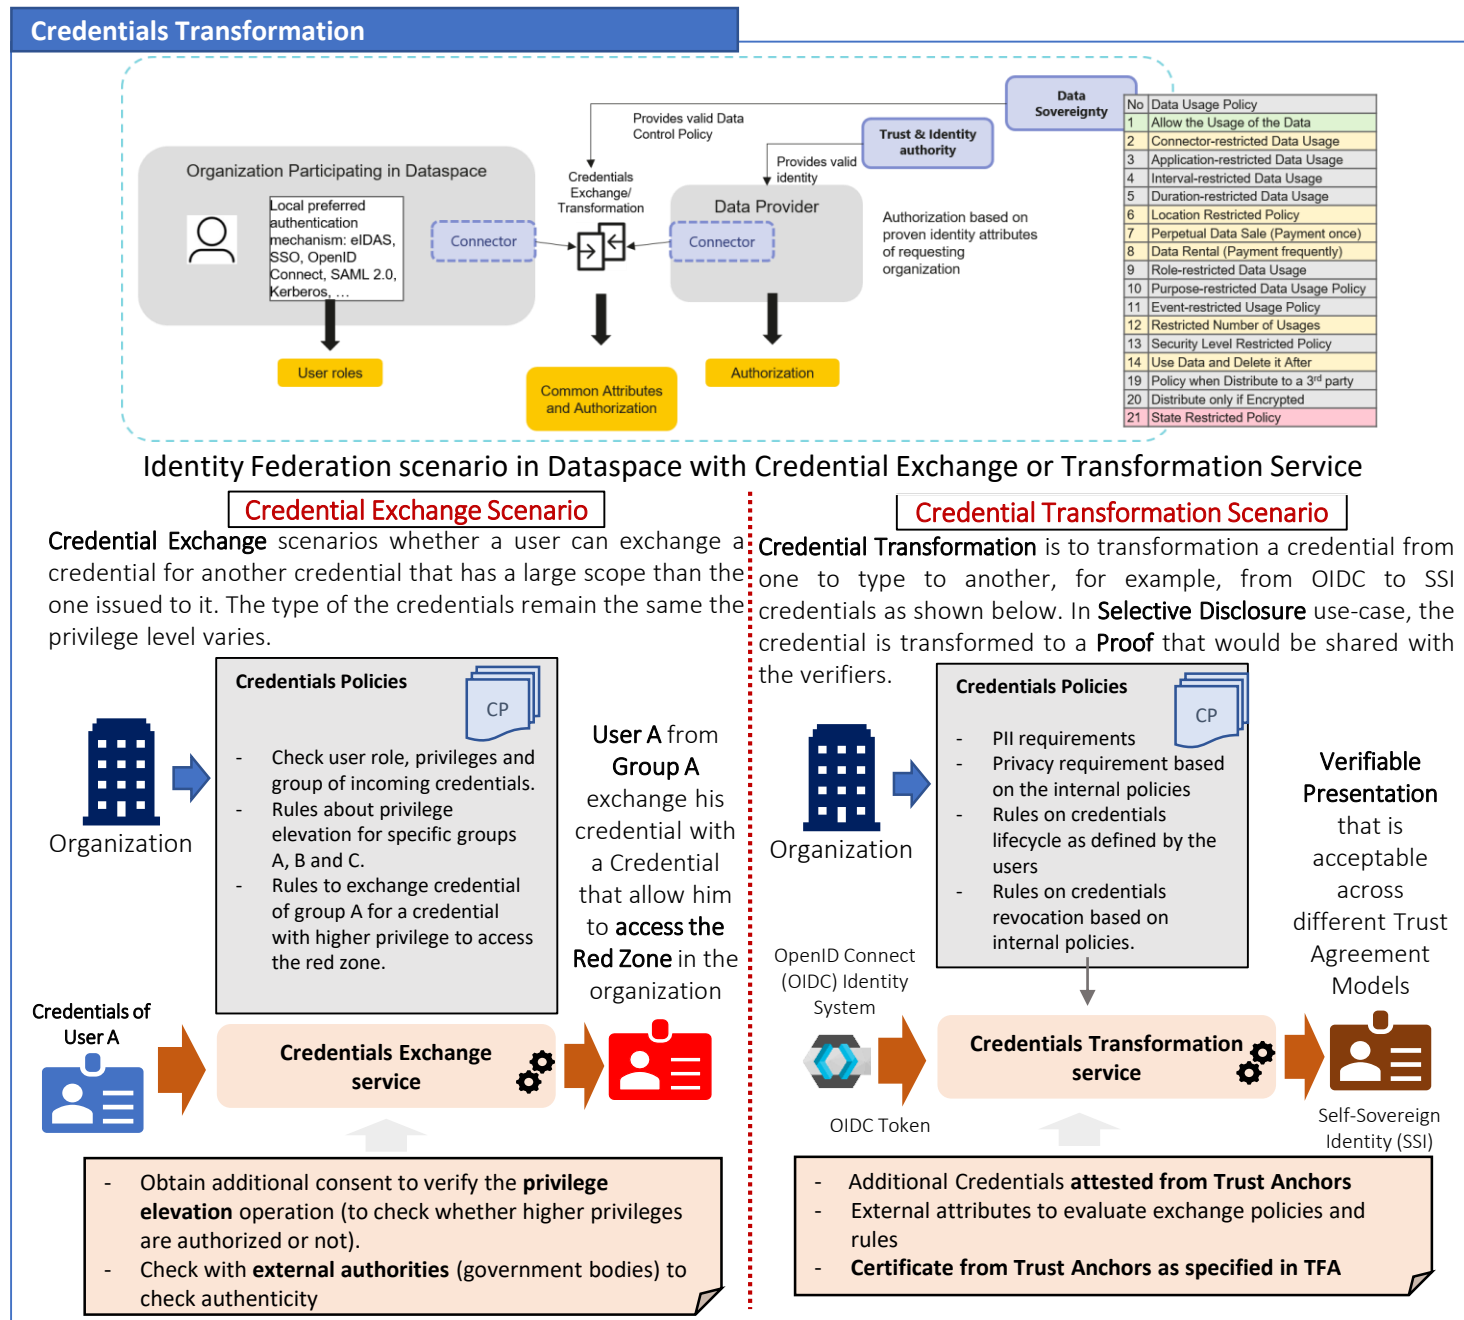 Credentials Transformation
Data
Sovereignty
Provides valid Data
Control Policy
Trust & Identity
authority
Provides valid
identity
Organization Participating in Dataspace
Local preferred
authentication
mechanism: eIDAS,
SSO, OpenID
Connect, SAML 2.0,
Kerberos, …
Connector
Credentials
Exchange/
Transformation
Data Provider
Connector
Authorization based on
proven identity attributes
of requesting
organization
User roles
Common Attributes
and Authorization
Authorization
No Data Usage Policy
1 Allow the Usage of the Data
2 Connector-restricted Data Usage
3 Application-restricted Data Usage
4 Interval-restricted Data Usage
5 Duration-restricted Data Usage
6 Location Restricted Policy
7 Perpetual Data Sale (Payment once)
8 Data Rental (Payment frequently)
9 Role-restricted Data Usage
10 Purpose-restricted Data Usage Policy
11 Event-restricted Usage Policy
12 Restricted Number of Usages
13 Security Level Restricted Policy
14 Use Data and Delete it After
19 Policy when Distribute to a 3rd party
20 Distribute only if Encrypted
21 State Restricted Policy
Identity Federation scenario in Dataspace with Credential Exchange or Transformation Service
Credential Exchange Scenario
Credential Exchange scenarios whether a user can exchange a
credential for another credential that has a large scope than the
one issued to it. The type of the credentials remain the same the
privilege level varies.
Credentials Policies
CP
- Check user role, privileges and
group of incoming credentials.
- Rules about privilege
elevation for specific groups
A, B and C.
- Rules to exchange credential
of group A for a credential
with higher privilege to access
the red zone.
Organization
User A from
Group A
exchange his
credential with
a Credential
that allow him
to access the
Red Zone in the
organization
Credentials of
User A
Credentials Exchange
service
- Obtain additional consent to verify the privilege
elevation operation (to check whether higher privileges
are authorized or not).
- Check with external authorities (government bodies) to
check authenticity
Credential Transformation Scenario
Credential Transformation is to transformation a credential from
one to type to another, for example, from OIDC to SSI
credentials as shown below. In Selective Disclosure use-case, the
credential is transformed to a Proof that would be shared with
the verifiers.
Credentials Policies
CP
- PII requirements
- Privacy requirement based
on the internal policies
- Rules on credentials
lifecycle as defined by the
users
- Rules on credentials
revocation based on
internal policies.
Organization
Verifiable
Presentation
that is
acceptable
across
different Trust
Agreement
Models
OpenID Connect
(OIDC) Identity
System
OIDC Token
Credentials Transformation
service
Self-Sovereign
Identity (SSI)
- Additional Credentials attested from Trust Anchors
- External attributes to evaluate exchange policies and
rules
- Certificate from Trust Anchors as specified in TFA